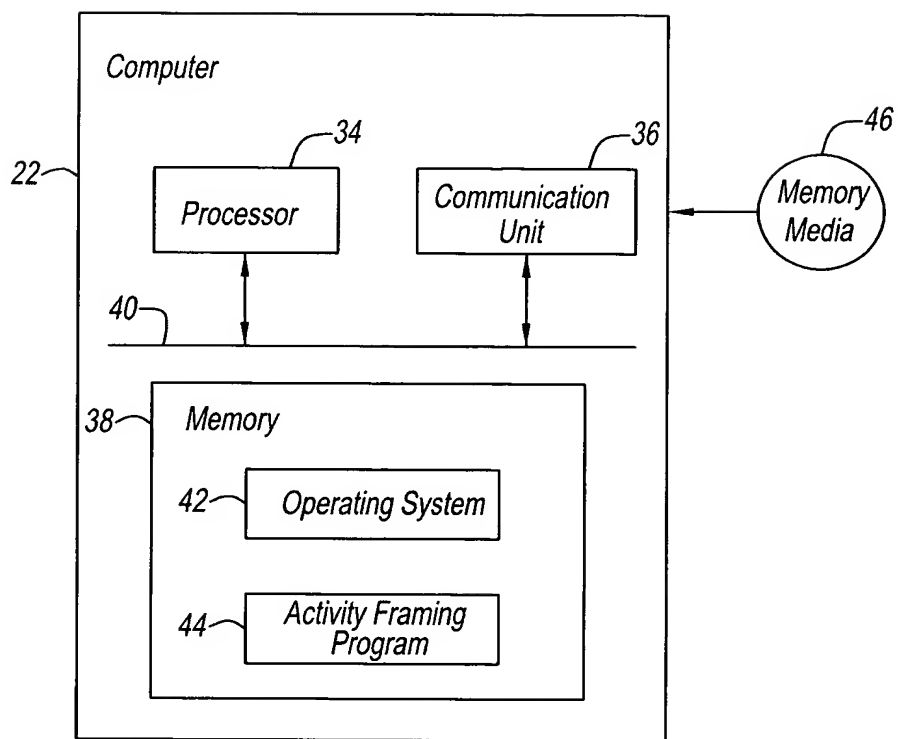 Computer
34
36
46
22
Processor
Communication
Unit
Memory
Media
40
38
Memory
42
Operating System
44
Activity Framing
Program